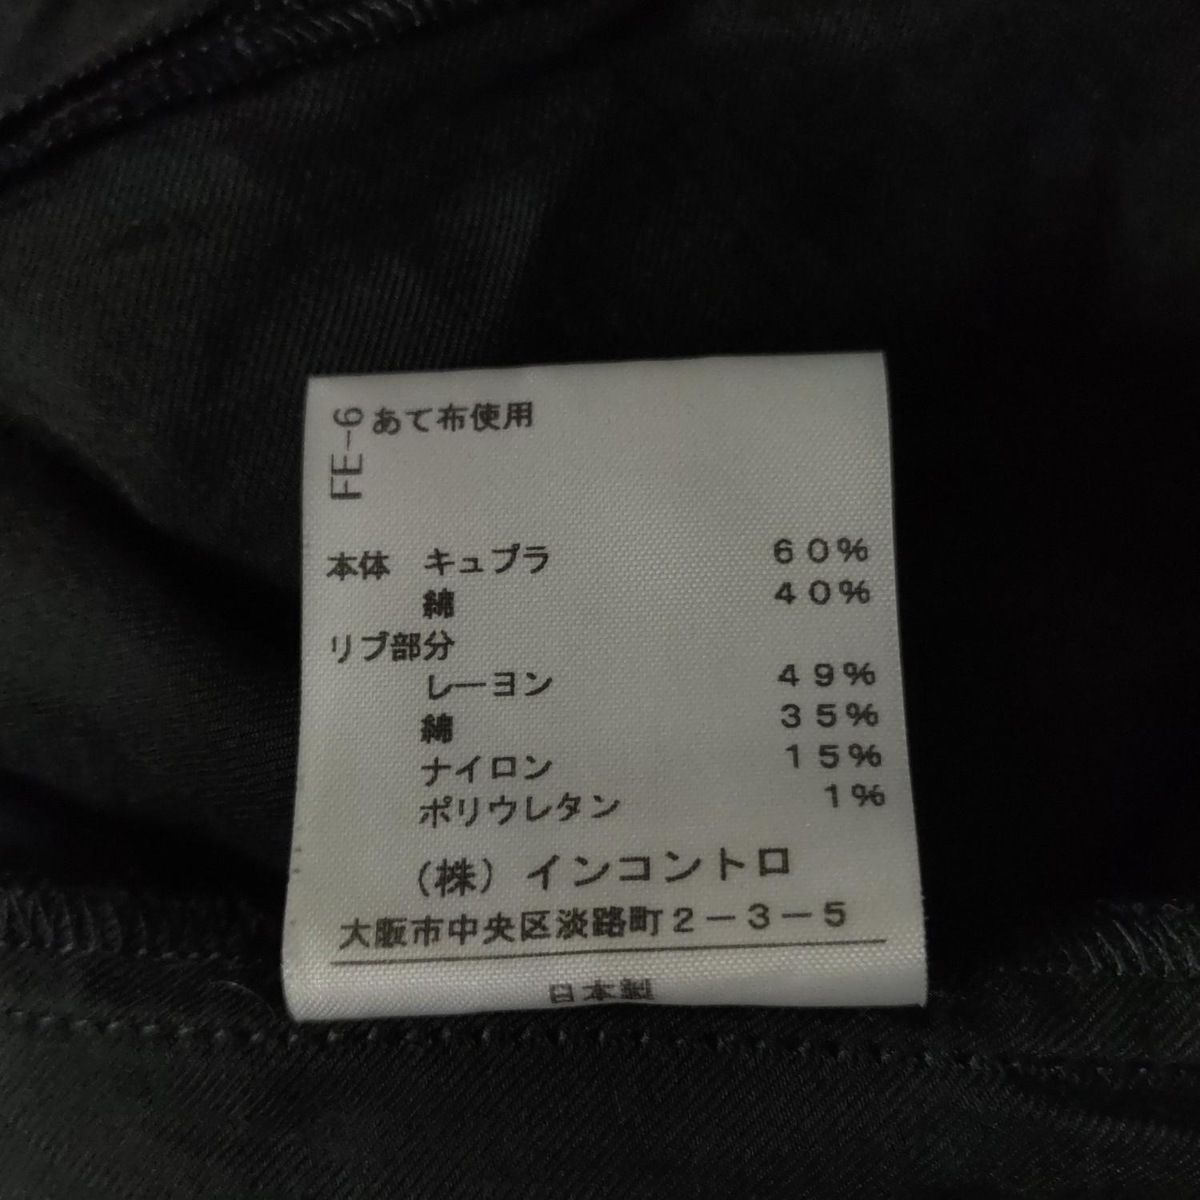 FE-6
あて布使用
本体 キュプラ 60%
綿 40%
リブ部分
レーヨン 49%
綿 35%
ナイロン 15%
ポリウレタン 1%
(株)インコントロ
大阪市中央区淡路町2-3-5
日本製